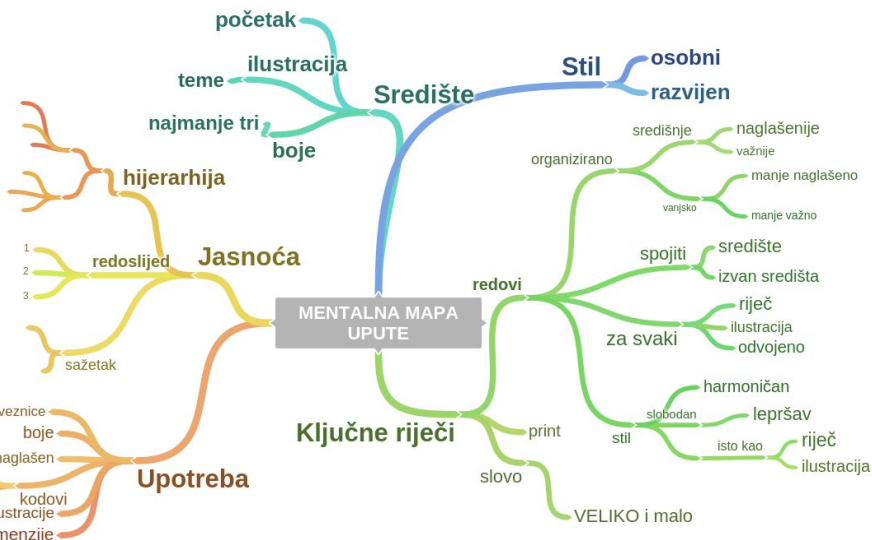 početak
ilustracija
teme
najmanje tri
boje
Središte
Stil
osobni
razvijen
organizirano
središnje
naglašenije
važnije
vanjsko
manje naglašeno
manje važno
hijerarhija
redoslijed
1
2
3
Jasnoća
sažetak
MENTALNA MAPA
UPUTE
redovi
spojiti
središte
izvan središta
za svaki
riječ
ilustracija
odvojeno
stil
harmoničan
slobodan
lepršav
isto kao
riječ
ilustracija
Ključne riječi
print
slovo
VELIKO i malo
Upotreba
veznice
boje
naglašen
kodovi
ustracije
menzije